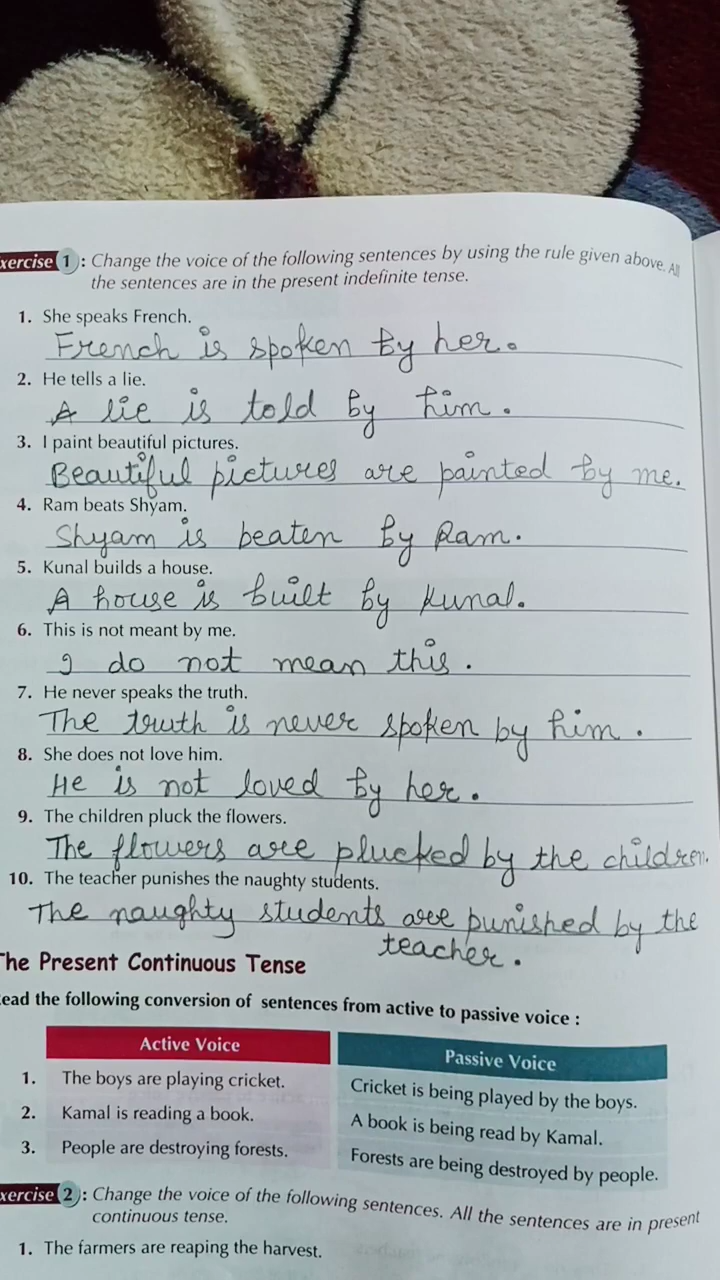 xercise 1 : Change the voice of the following sentences by using the rule given above. All
the sentences are in the present indefinite tense.
1. She speaks French.
French is spoken by her.
2. He tells a lie.
A lie is told by him.
3. I paint beautiful pictures.
Beautiful pictures are painted by me.
4. Ram beats Shyam.
Shyam is beaten by Ram.
5. Kunal builds a house.
A house is built by Kunal.
6. This is not meant by me.
I do not mean this.
7. He never speaks the truth.
The truth is never spoken by him.
8. She does not love him.
He is not loved by her.
9. The children pluck the flowers.
The flowers are plucked by the children.
10. The teacher punishes the naughty students.
The naughty students are punished by the
teacher.
The Present Continuous Tense
ead the following conversion of sentences from active to passive voice :
Active Voice Passive Voice
1. The boys are playing cricket. Cricket is being played by the boys.
2. Kamal is reading a book. A book is being read by Kamal.
3. People are destroying forests. Forests are being destroyed by people.
xercise 2 : Change the voice of the following sentences. All the sentences are in present
continuous tense.
1. The farmers are reaping the harvest.